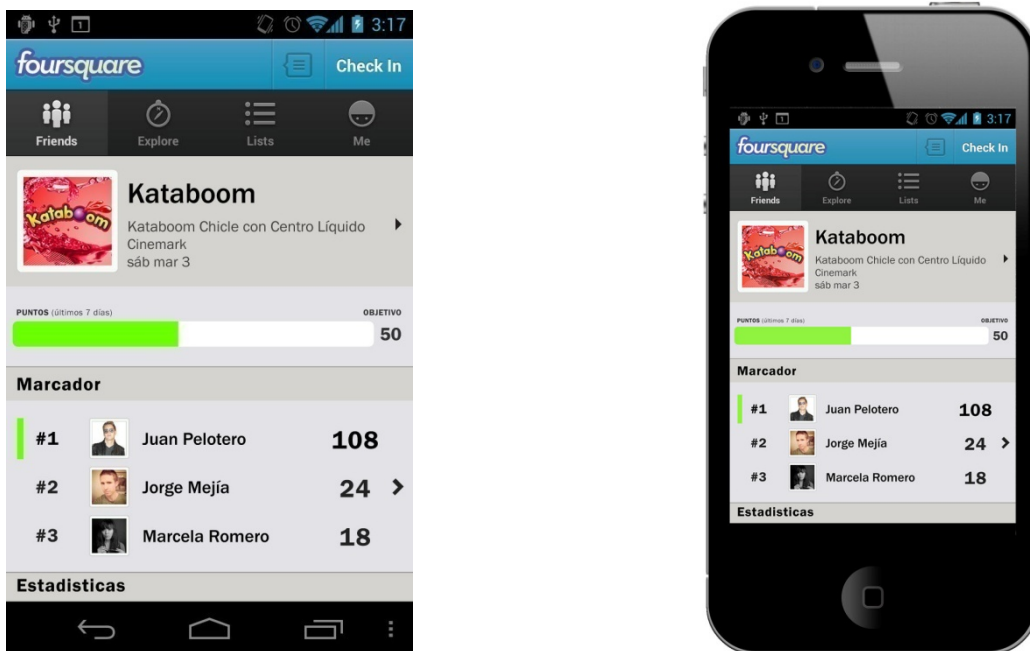 1
3:17
foursquare
Check In
Friends
Explore
Lists
Me
Kataboom
Kataboom
Kataboom Chicle con Centro Líquido
Cinemark
sáb mar 3
PUNTOS (últimos 7 días)
OBJETIVO
50
Marcador
#1 Juan Pelotero 108
#2 Jorge Mejía 24
#3 Marcela Romero 18
Estadisticas
1
3:17
foursquare
Check In
Friends
Explore
Lists
Me
Kataboom
Kataboom
Kataboom Chicle con Centro Líquido
Cinemark
sáb mar 3
PUNTOS (últimos 7 días)
OBJETIVO
50
Marcador
#1 Juan Pelotero 108
#2 Jorge Mejía 24
#3 Marcela Romero 18
Estadisticas